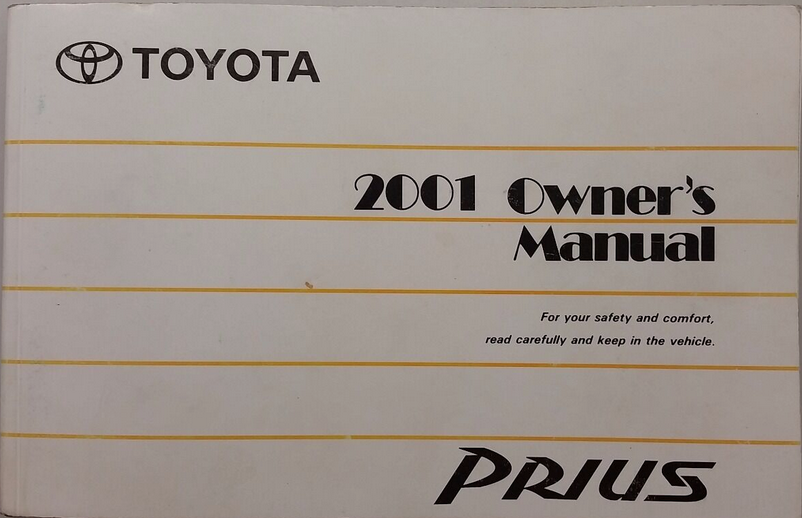 TOYOTA
2001 Owner's
Manual
For your safety and comfort,
read carefully and keep in the vehicle.
PRIUS